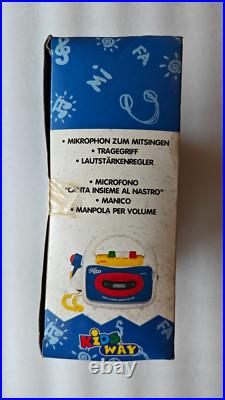 Mi
FA
• MIKROPHON ZUM MITSINGEN
• TRAGEGRIFF
• LAUTSTÄRKENREGLER
• MICROFONO
"CANTA INSIEME AL NASTRO"
• MANICO
• MANPOLA PER VOLUME
KIDS
WAY